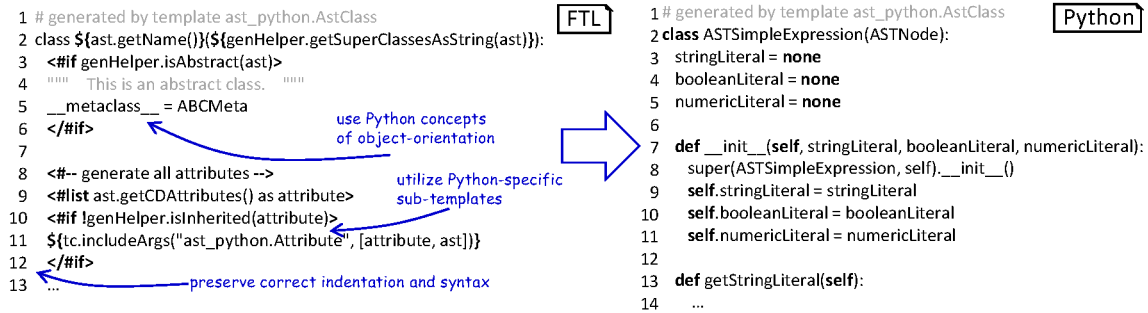 1 # generated by template ast_python.AstClass
FTL
2 class ${ast.getName()}(${genHelper.getSuperClassesAsString(ast)}):
3 <#if genHelper.isAbstract(ast)>
4 """ This is an abstract class. """
5 __metaclass__ = ABCMeta
6 </#if>
7
8 <#-- generate all attributes -->
9 <#list ast.getCDAttributes() as attribute>
10 <#if !genHelper.isInherited(attribute)>
11 ${tc.includeArgs("ast_python.Attribute", [attribute, ast])}
12 </#if>
13 ...
use Python concepts
of object-orientation
utilize Python-specific
sub-templates
preserve correct indentation and syntax
1 # generated by template ast_python.AstClass
Python
2 class ASTSimpleExpression(ASTNode):
3 stringLiteral = none
4 booleanLiteral = none
5 numericLiteral = none
6
7 def __init__(self, stringLiteral, booleanLiteral, numericLiteral):
8 super(ASTSimpleExpression, self).__init__()
9 self.stringLiteral = stringLiteral
10 self.booleanLiteral = booleanLiteral
11 self.numericLiteral = numericLiteral
12
13 def getStringLiteral(self):
14 ...